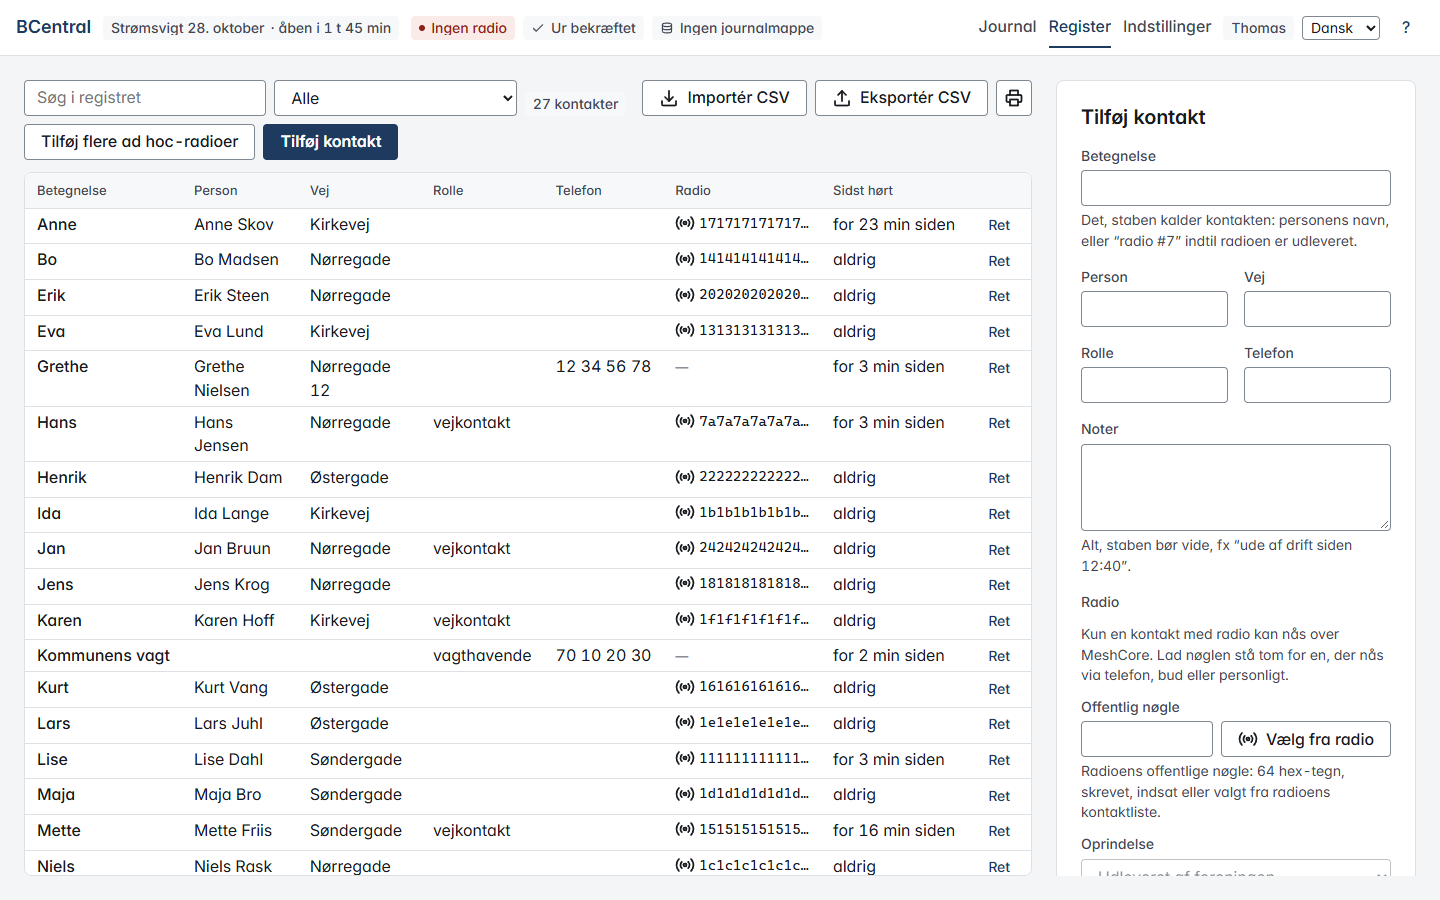 BCentral Strømsvigt 28. oktober · åben i 1 t 45 min Ingen radio Ur bekræftet Ingen journalmappe Journal Register Indstillinger Thomas Dansk ?
Søg i registret Alle 27 kontakter Importér CSV Eksportér CSV
Tilføj flere ad hoc-radioer Tilføj kontakt
Betegnelse Person Vej Rolle Telefon Radio Sidst hørt
Anne Anne Skov Kirkevej 171717171717… for 23 min siden Ret
Bo Bo Madsen Nørregade 141414141414… aldrig Ret
Erik Erik Steen Nørregade 202020202020… aldrig Ret
Eva Eva Lund Kirkevej 131313131313… aldrig Ret
Grethe Grethe Nørregade 12 34 56 78 — for 3 min siden Ret
Nielsen 12
Hans Hans Nørregade vejkontakt 7a7a7a7a7a7a… for 3 min siden Ret
Jensen
Henrik Henrik Dam Østergade 222222222222… aldrig Ret
Ida Ida Lange Kirkevej 1b1b1b1b1b1b… aldrig Ret
Jan Jan Bruun Nørregade vejkontakt 242424242424… aldrig Ret
Jens Jens Krog Nørregade 181818181818… aldrig Ret
Karen Karen Hoff Kirkevej vejkontakt 1f1f1f1f1f1f… aldrig Ret
Kommunens vagt vagthavende 70 10 20 30 — for 2 min siden Ret
Kurt Kurt Vang Østergade 161616161616… aldrig Ret
Lars Lars Juhl Østergade 1e1e1e1e1e1e… aldrig Ret
Lise Lise Dahl Søndergade 111111111111… for 3 min siden Ret
Maja Maja Bro Søndergade 1d1d1d1d1d1d… aldrig Ret
Mette Mette Friis Søndergade vejkontakt 151515151515… for 16 min siden Ret
Niels Niels Rask Nørregade 1c1c1c1c1c1c… aldrig Ret
Tilføj kontakt
Betegnelse
Det, staben kalder kontakten: personens navn,
eller “radio #7” indtil radioen er udleveret.
Person Vej
Rolle Telefon
Noter
Alt, staben bør vide, fx “ude af drift siden
12:40”.
Radio
Kun en kontakt med radio kan nås over
MeshCore. Lad nøglen stå tom for en, der nås
via telefon, bud eller personligt.
Offentlig nøgle
Vælg fra radio
Radioens offentlige nøgle: 64 hex-tegn,
skrevet, indsat eller valgt fra radioens
kontaktliste.
Oprindelse
Udleveret af foreningen